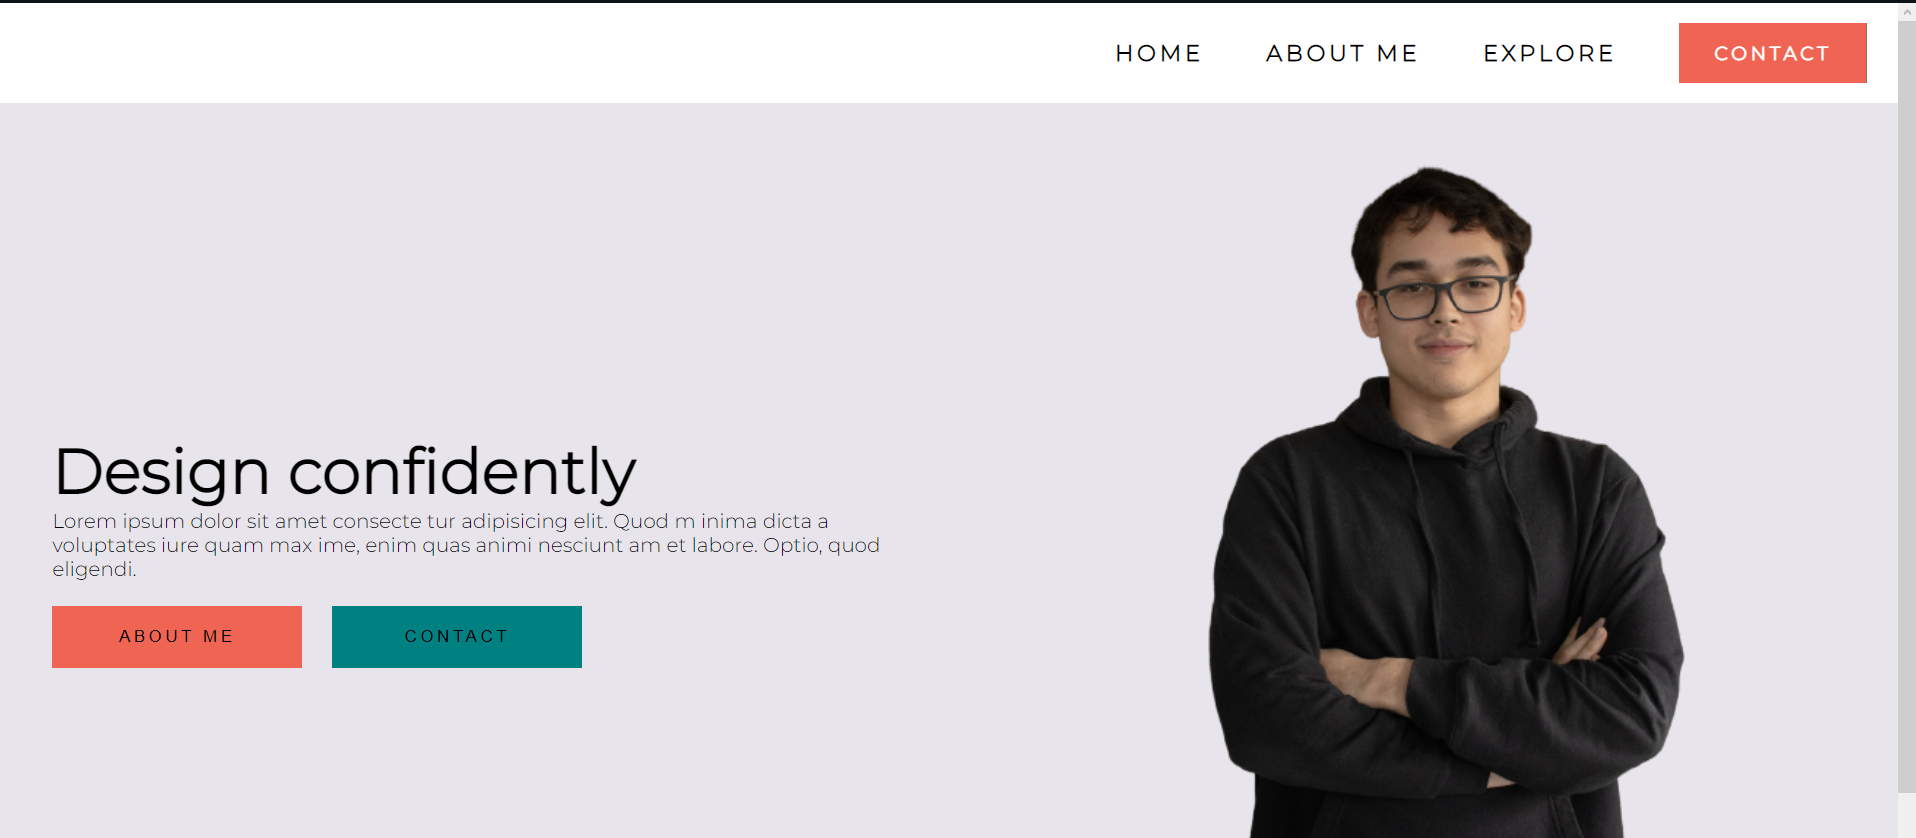 HOME ABOUT ME EXPLORE CONTACT
Design confidently
Lorem ipsum dolor sit amet consecte tur adipisicing elit. Quod m inima dicta a
voluptates iure quam max ime, enim quas animi nesciunt am et labore. Optio, quod
eligendi.
ABOUT ME CONTACT